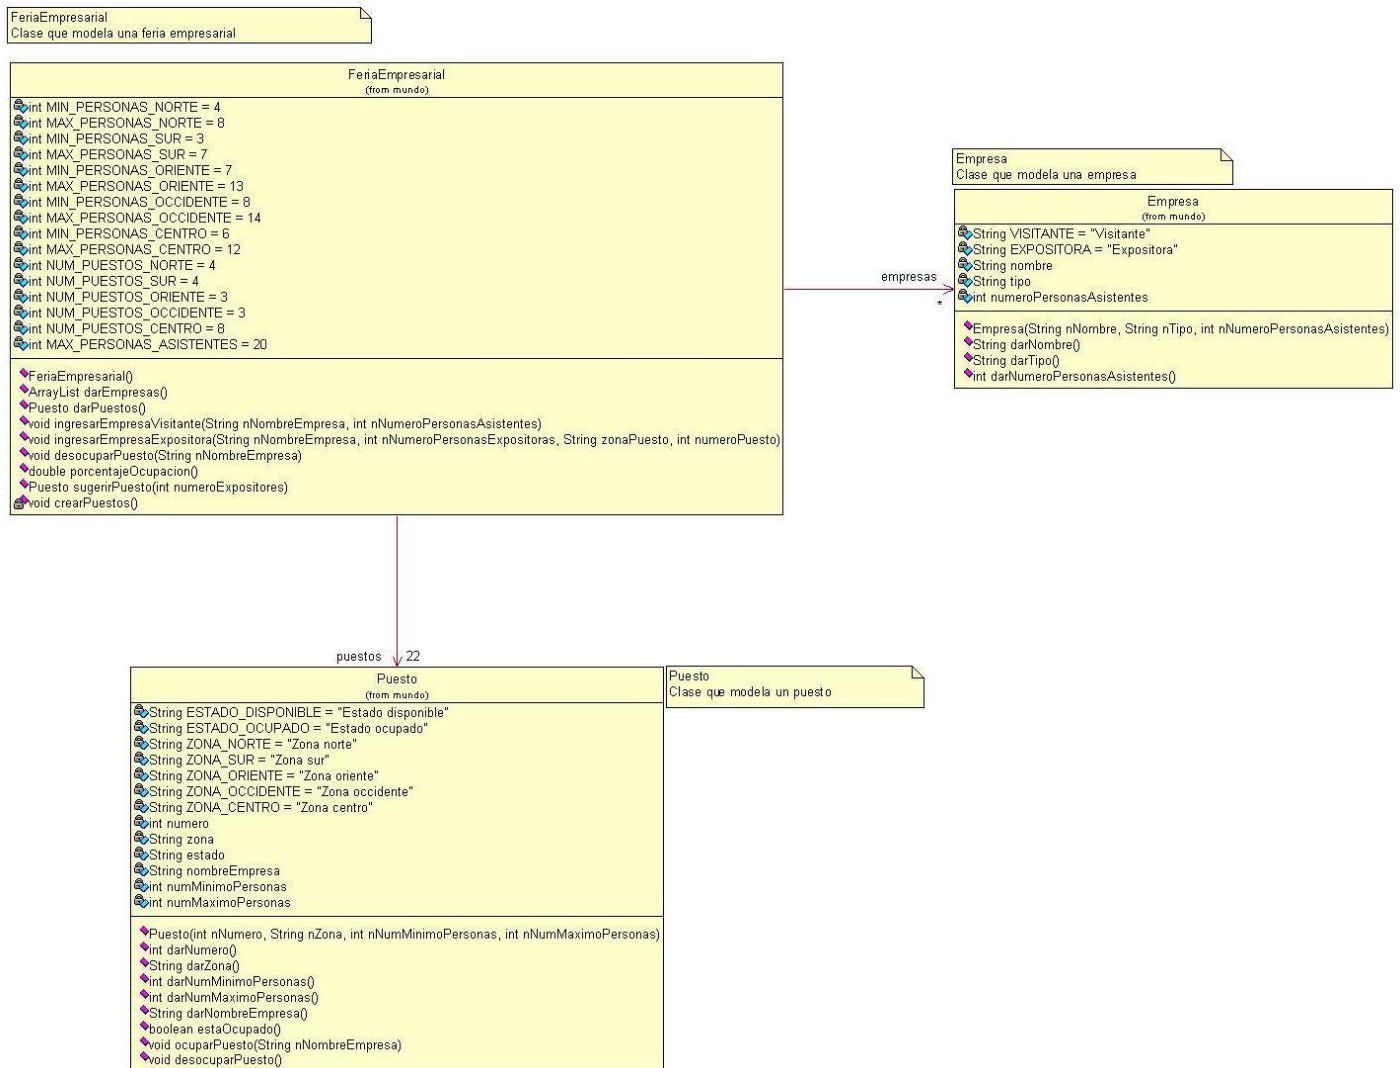 FeriaEmpresarial
Clase que modela una feria empresarial
FeriaEmpresarial
(from mundo)
int MIN_PERSONAS_NORTE = 4
int MAX_PERSONAS_NORTE = 8
int MIN_PERSONAS_SUR = 3
int MAX_PERSONAS_SUR = 7
int MIN_PERSONAS_ORIENTE = 7
int MAX_PERSONAS_ORIENTE = 13
int MIN_PERSONAS_OCCIDENTE = 8
int MAX_PERSONAS_OCCIDENTE = 14
int MIN_PERSONAS_CENTRO = 6
int MAX_PERSONAS_CENTRO = 12
int NUM_PUESTOS_NORTE = 4
int NUM_PUESTOS_SUR = 4
int NUM_PUESTOS_ORIENTE = 3
int NUM_PUESTOS_OCCIDENTE = 3
int NUM_PUESTOS_CENTRO = 8
int MAX_PERSONAS_ASISTENTES = 20
FeriaEmpresarial()
ArrayList darEmpresas()
Puesto darPuestos()
void ingresarEmpresaVisitante(String nNombreEmpresa, int nNumeroPersonasAsistentes)
void ingresarEmpresaExpositora(String nNombreEmpresa, int nNumeroPersonasExpositoras, String zonaPuesto, int numeroPuesto)
void desocuparPuesto(String nNombreEmpresa)
double porcentajeOcupacion()
Puesto sugerirPuesto(int numeroExpositores)
void crearPuestos()
empresas
*
Empresa
Clase que modela una empresa
Empresa
(from mundo)
String VISITANTE = "Visitante"
String EXPOSITORA = "Expositora"
String nombre
String tipo
int numeroPersonasAsistentes
Empresa(String nNombre, String nTipo, int nNumeroPersonasAsistentes)
String darNombre()
String darTipo()
int darNumeroPersonasAsistentes()
puestos 22
Puesto
(from mundo)
String ESTADO_DISPONIBLE = "Estado disponible"
String ESTADO_OCUPADO = "Estado ocupado"
String ZONA_NORTE = "Zona norte"
String ZONA_SUR = "Zona sur"
String ZONA_ORIENTE = "Zona oriente"
String ZONA_OCCIDENTE = "Zona occidente"
String ZONA_CENTRO = "Zona centro"
int numero
String zona
String estado
String nombreEmpresa
int numMinimoPersonas
int numMaximoPersonas
Puesto(int nNumero, String nZona, int nNumMinimoPersonas, int nNumMaximoPersonas)
int darNumero()
String darZona()
int darNumMinimoPersonas()
int darNumMaximoPersonas()
String darNombreEmpresa()
boolean estaOcupado()
void ocuparPuesto(String nNombreEmpresa)
void desocuparPuesto()
Puesto
Clase que modela un puesto